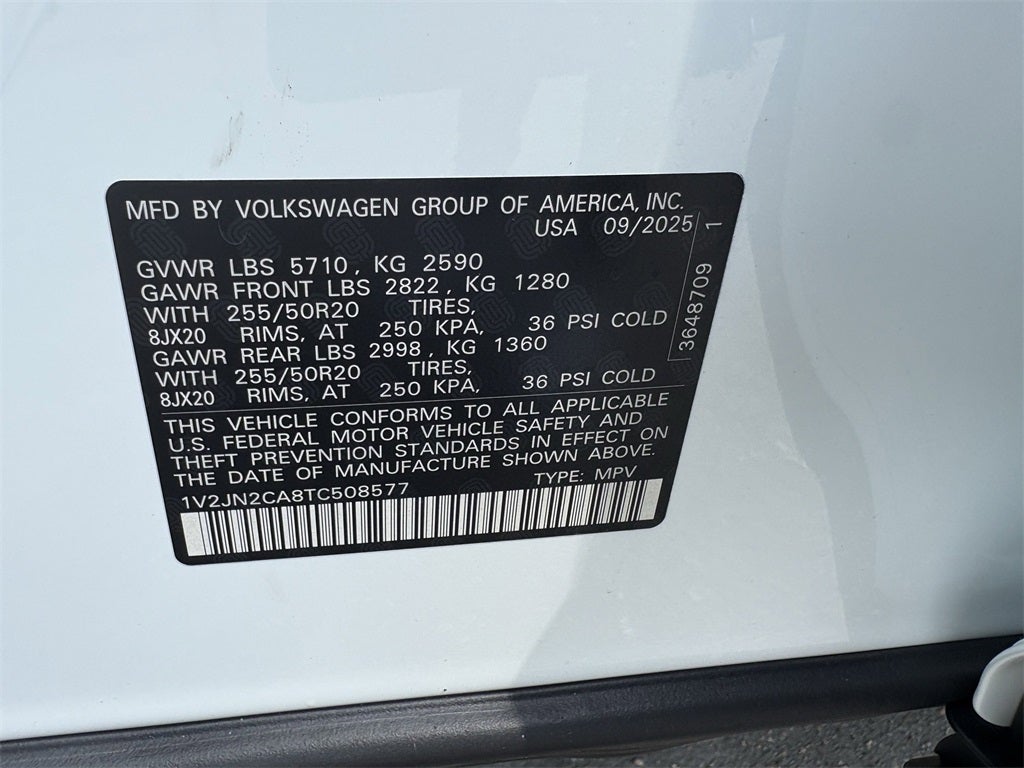 MFD BY VOLKSWAGEN GROUP OF AMERICA, INC.
USA 09/2025
GVWR LBS 5710, KG 2590
GAWR FRONT LBS 2822, KG 1280
WITH 255/50R20 TIRES,
8JX20 RIMS, AT 250 KPA, 36 PSI COLD
GAWR REAR LBS 2998, KG 1360
WITH 255/50R20 TIRES,
8JX20 RIMS, AT 250 KPA, 36 PSI COLD
3648709 1
THIS VEHICLE CONFORMS TO ALL APPLICABLE
U.S. FEDERAL MOTOR VEHICLE SAFETY AND
THEFT PREVENTION STANDARDS IN EFFECT ON
THE DATE OF MANUFACTURE SHOWN ABOVE.
1V2JN2CA8TC508577 TYPE: MPV